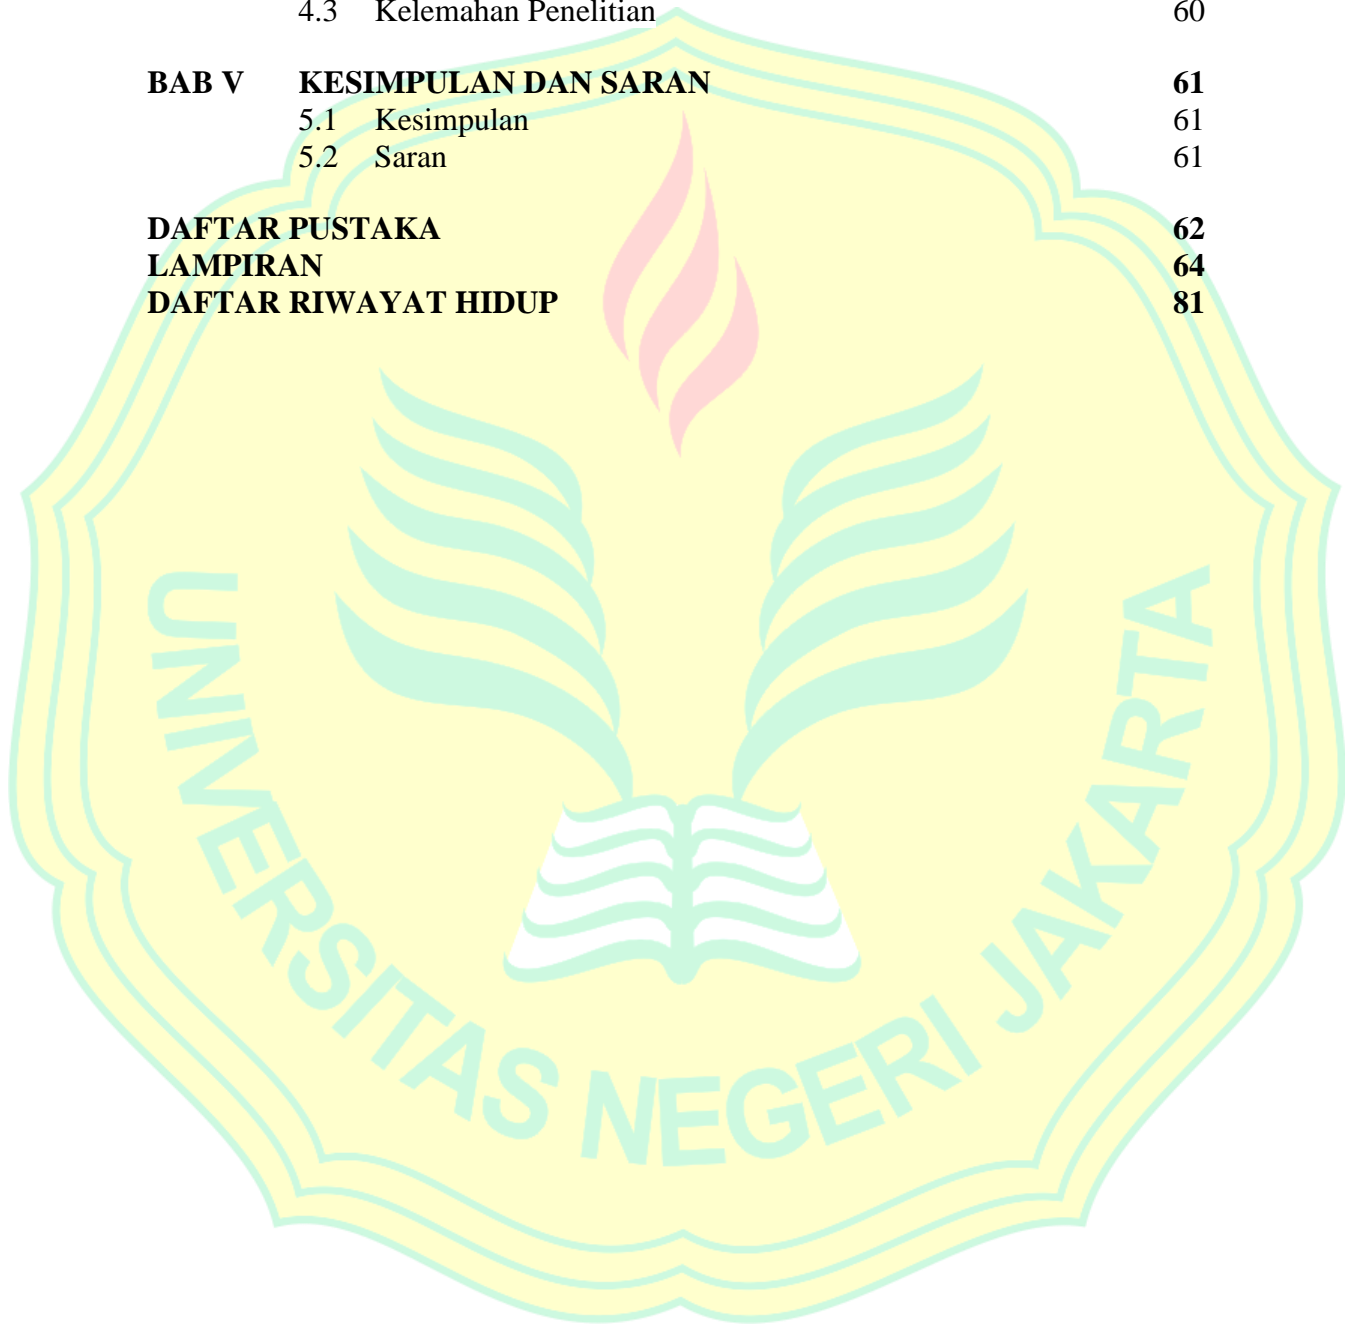 4.3 Kelemahan Penelitian 60
BAB V KESIMPULAN DAN SARAN 61
5.1 Kesimpulan 61
5.2 Saran 61
DAFTAR PUSTAKA 62
LAMPIRAN 64
DAFTAR RIWAYAT HIDUP 81
UNIVERSITAS NEGERI JAKARTA